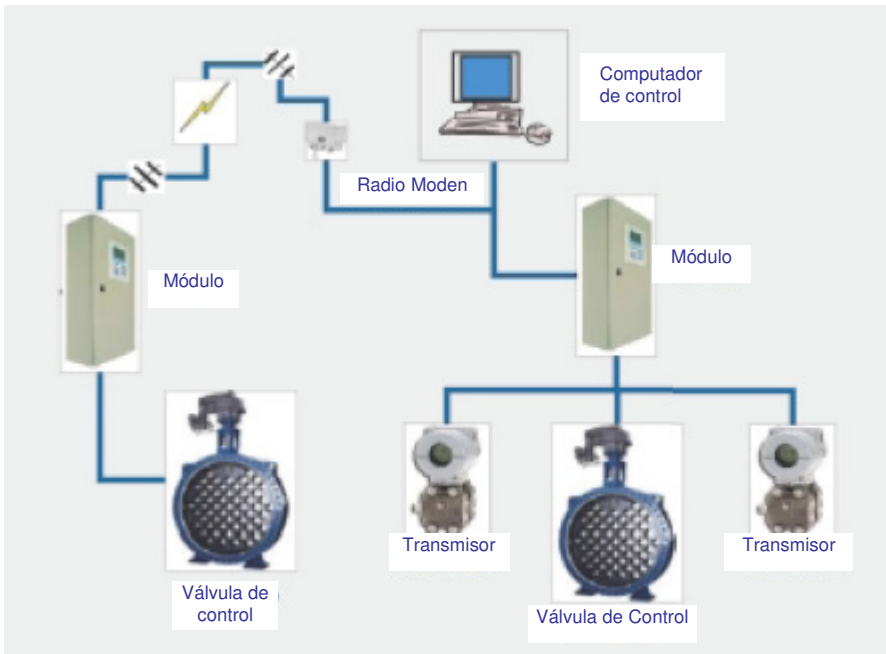 Computador
de control
Radio Moden
Módulo
Módulo
Transmisor
Transmisor
Válvula de
control
Válvula de Control